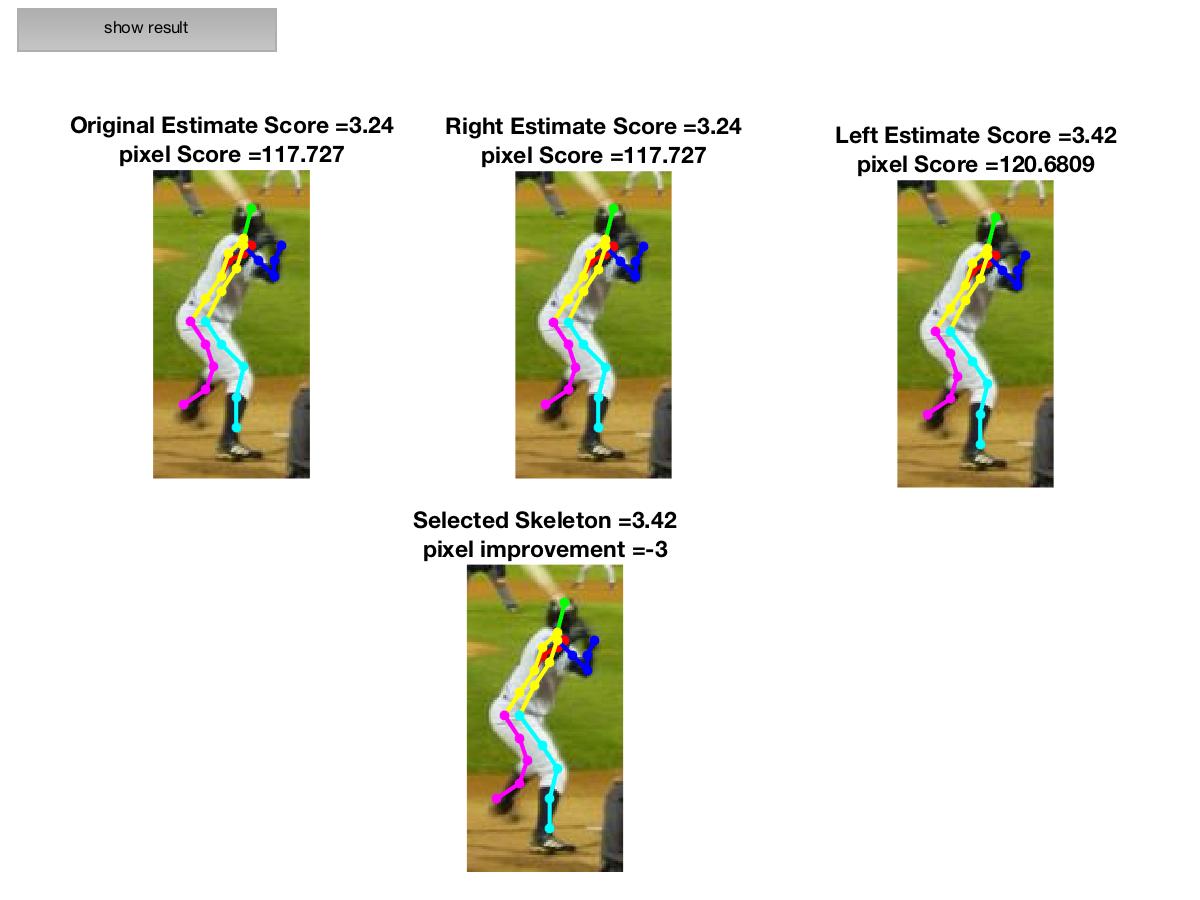 show result
Original Estimate Score =3.24
pixel Score =117.727
Right Estimate Score =3.24
pixel Score =117.727
Left Estimate Score =3.42
pixel Score =120.6809
Selected Skeleton =3.42
pixel improvement =-3